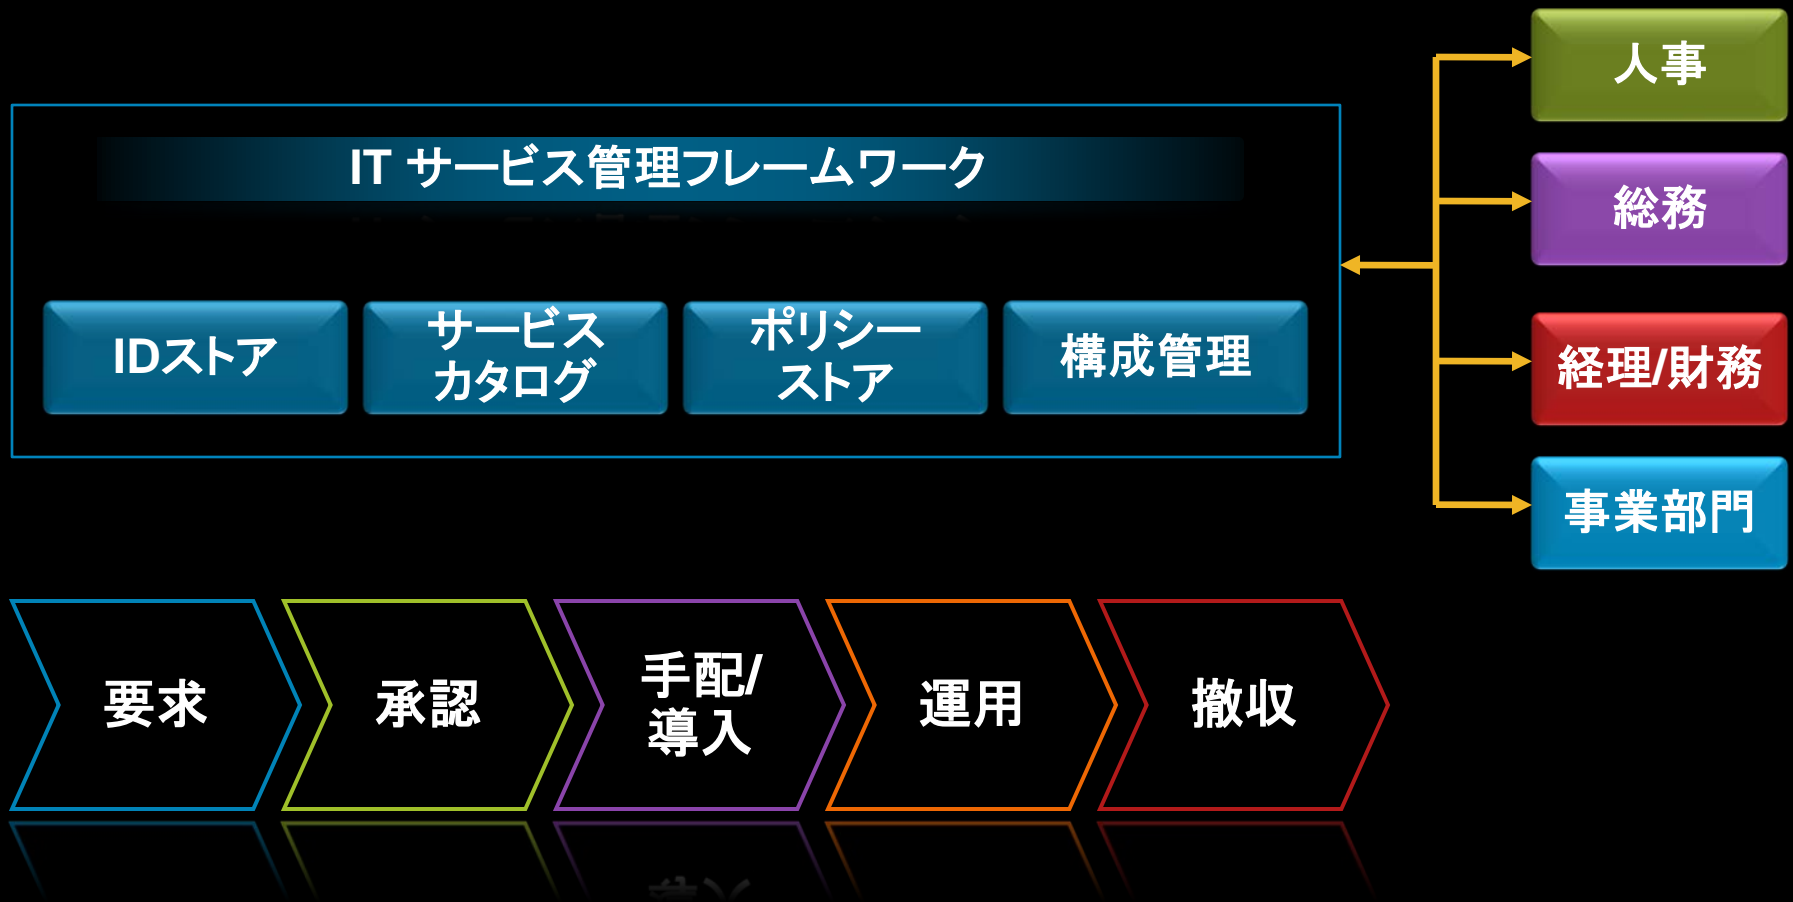 人事
IT サービス管理フレームワーク
総務
IDストア
サービス
カタログ
ポリシー
ストア
構成管理
経理/財務
事業部門
要求
承認
手配/
導入
運用
撤収